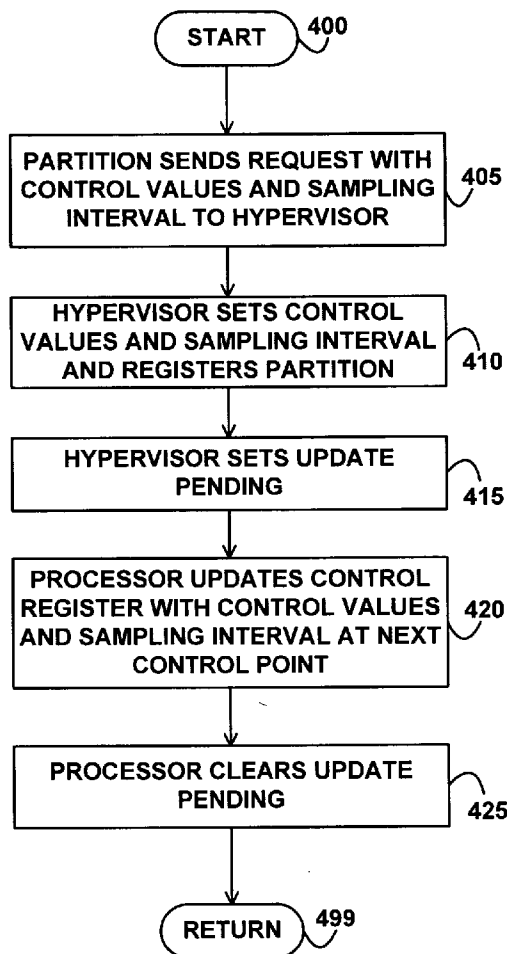 START
400
PARTITION SENDS REQUEST WITH
CONTROL VALUES AND SAMPLING
INTERVAL TO HYPERVISOR
405
HYPERVISOR SETS CONTROL
VALUES AND SAMPLING INTERVAL
AND REGISTERS PARTITION
410
HYPERVISOR SETS UPDATE
PENDING
415
PROCESSOR UPDATES CONTROL
REGISTER WITH CONTROL VALUES
AND SAMPLING INTERVAL AT NEXT
CONTROL POINT
420
PROCESSOR CLEARS UPDATE
PENDING
425
RETURN
499